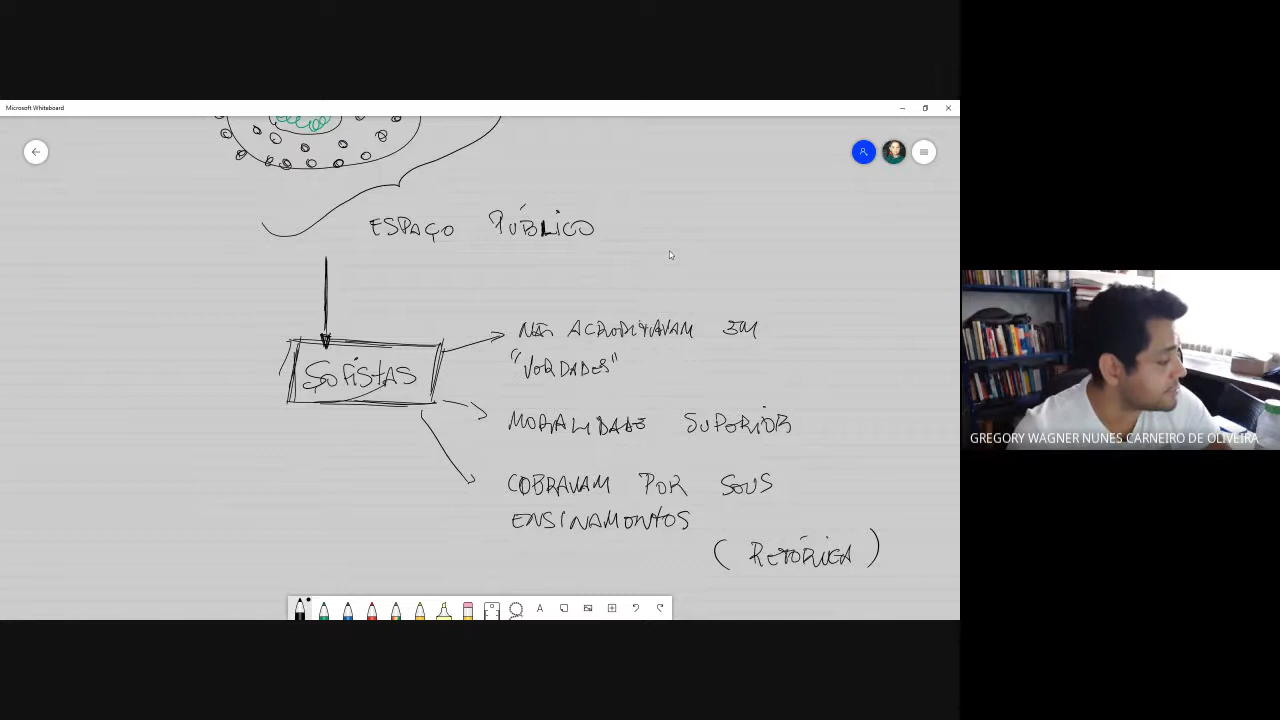 Microsoft Whiteboard
ESPAÇO PÚBLICO
NÃO ACREDITAVAM EM
"VERDADES"
SOFISTAS
MORALIDADE SUPERIOR
COBRAVAM POR SEUS
ENSINAMENTOS
(RETÓRICA)
GREGORY WAGNER NUNES CARNEIRO DE OLIVEIRA
A